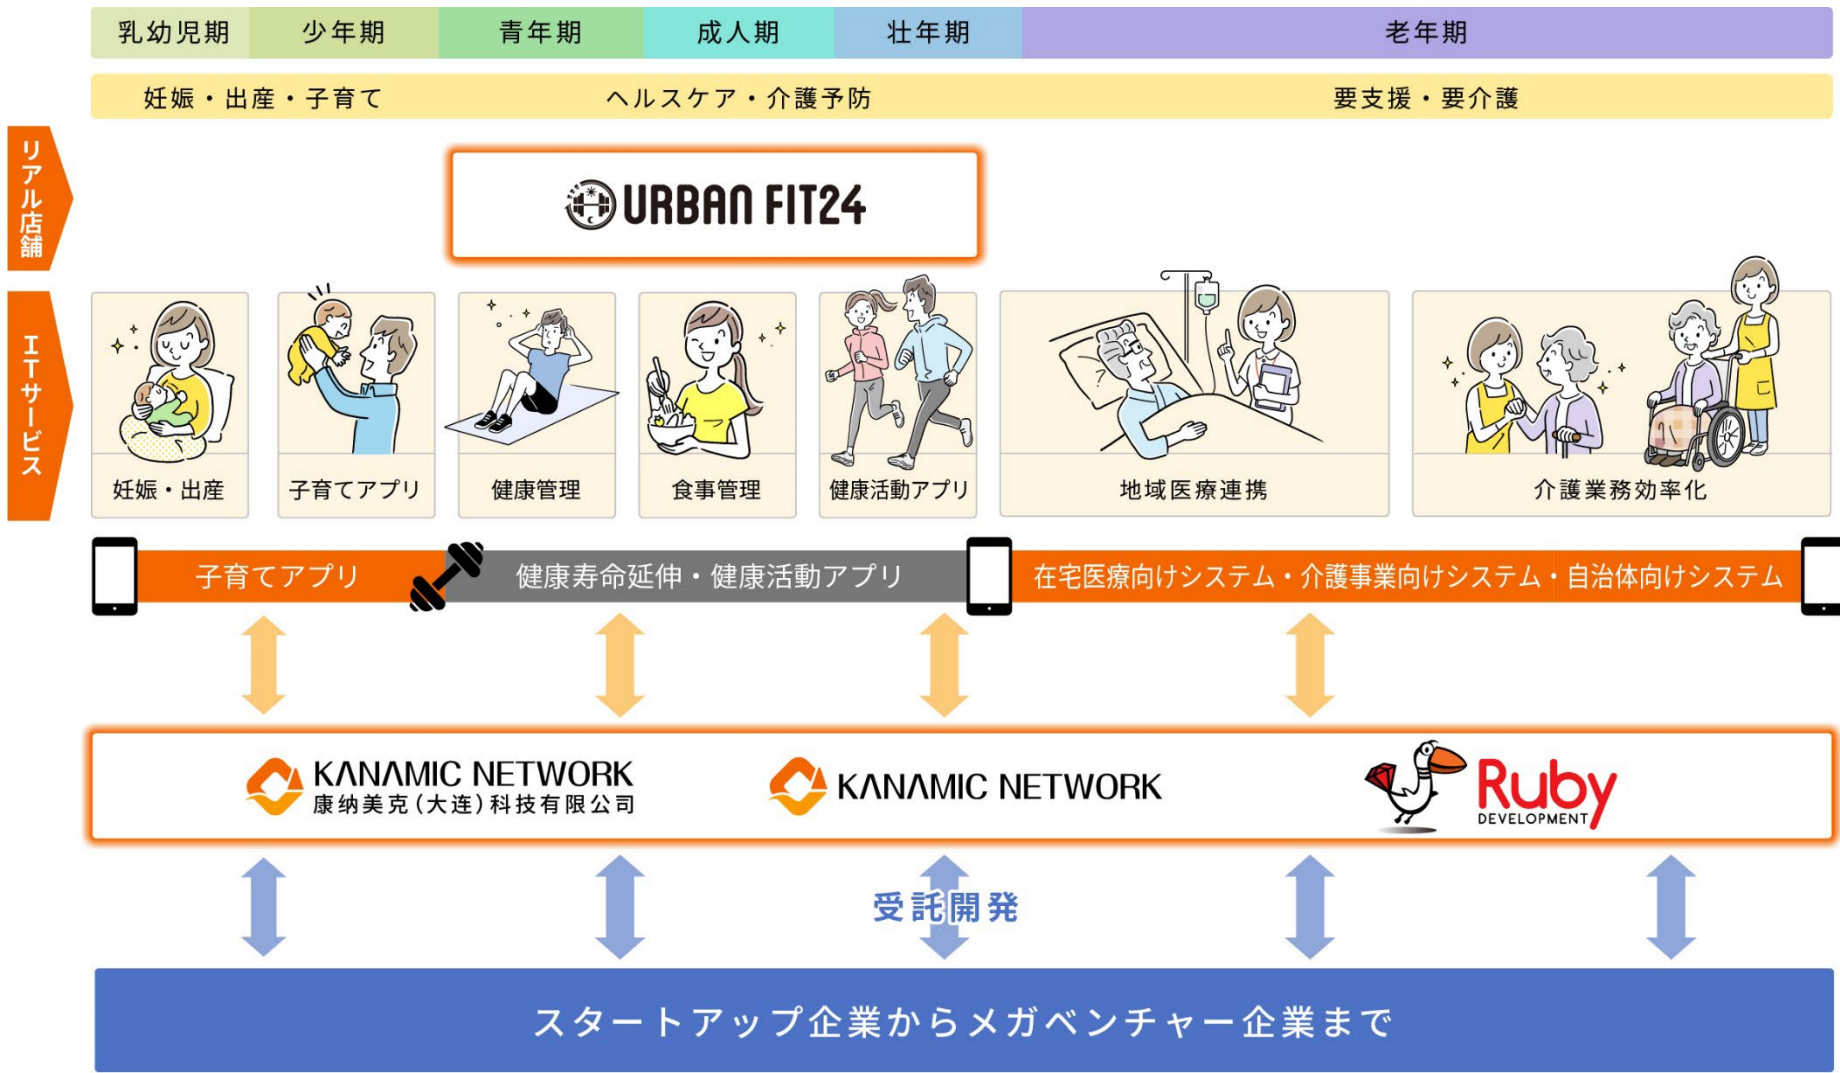 乳幼児期
少年期
青年期
成人期
壮年期
老年期
妊娠・出産・子育て
ヘルスケア・介護予防
要支援・要介護
リアル店舗
URBAN FIT24
ITサービス
妊娠・出産
子育てアプリ
健康管理
食事管理
健康活動アプリ
地域医療連携
介護業務効率化
子育てアプリ
健康寿命延伸・健康活動アプリ
在宅医療向けシステム・介護事業向けシステム・自治体向けシステム
KANAMIC NETWORK
康纳美克(大连)科技有限公司
KANAMIC NETWORK
Ruby
DEVELOPMENT
受託開発
スタートアップ企業からメガベンチャー企業まで